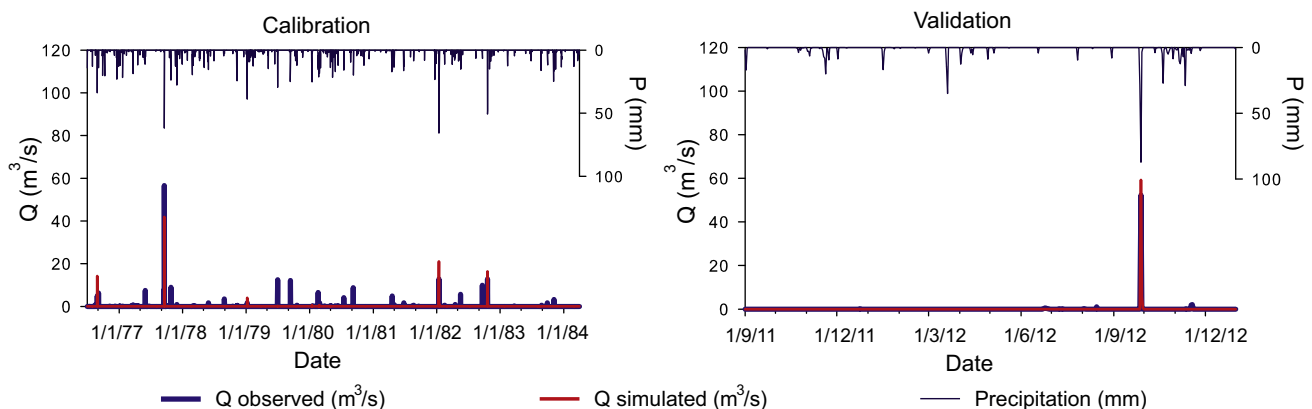 Calibration
120
100
80
60
40
20
0
Q (m³/s)
0
50
100
P (mm)
1/1/77 1/1/78 1/1/79 1/1/80 1/1/81 1/1/82 1/1/83 1/1/84
Date
Validation
120
100
80
60
40
20
0
Q (m³/s)
0
50
100
P (mm)
1/9/11 1/12/11 1/3/12 1/6/12 1/9/12 1/12/12
Date
Q observed (m³/s) Q simulated (m³/s) Precipitation (mm)